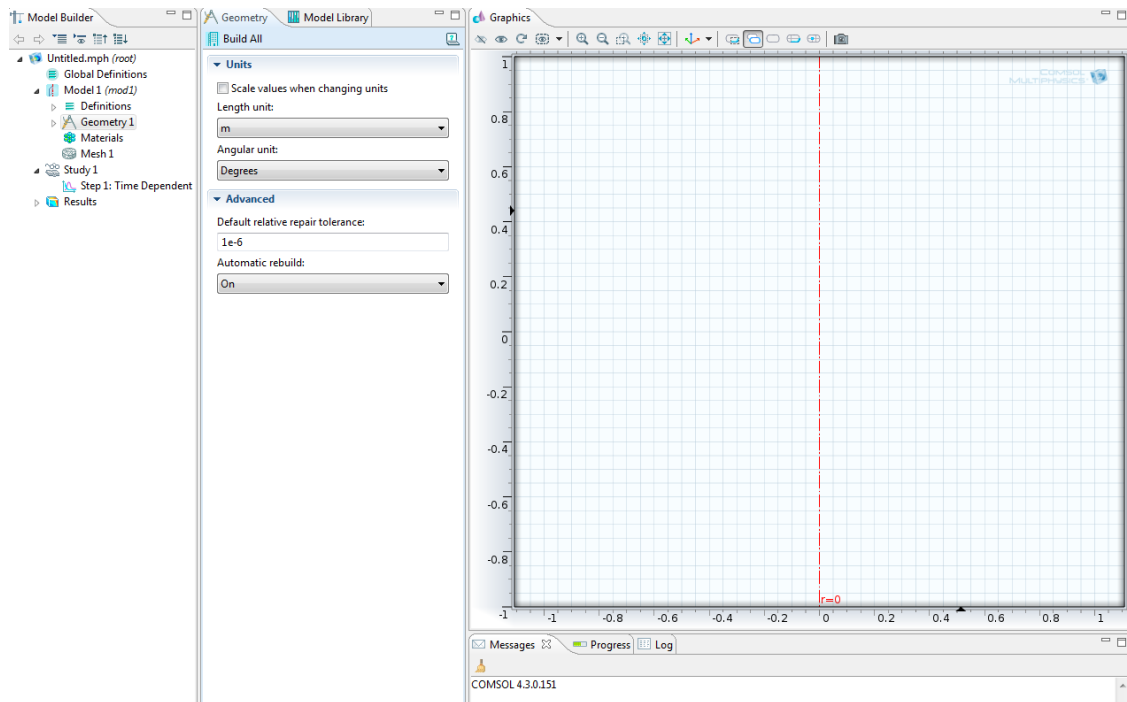 Model Builder
Untitled.mph (root)
Global Definitions
Model 1 (mod1)
Definitions
Geometry 1
Materials
Mesh 1
Study 1
Step 1: Time Dependent
Results
Geometry
Model Library
Build All
Units
Scale values when changing units
Length unit:
m
Angular unit:
Degrees
Advanced
Default relative repair tolerance:
1e-6
Automatic rebuild:
On
Graphics
COMSOL
MULTIPHYSICS
1
0.8
0.6
0.4
0.2
0
-0.2
-0.4
-0.6
-0.8
-1
r=0
-1 -0.8 -0.6 -0.4 -0.2 0 0.2 0.4 0.6 0.8 1
Messages
Progress
Log
COMSOL 4.3.0.151